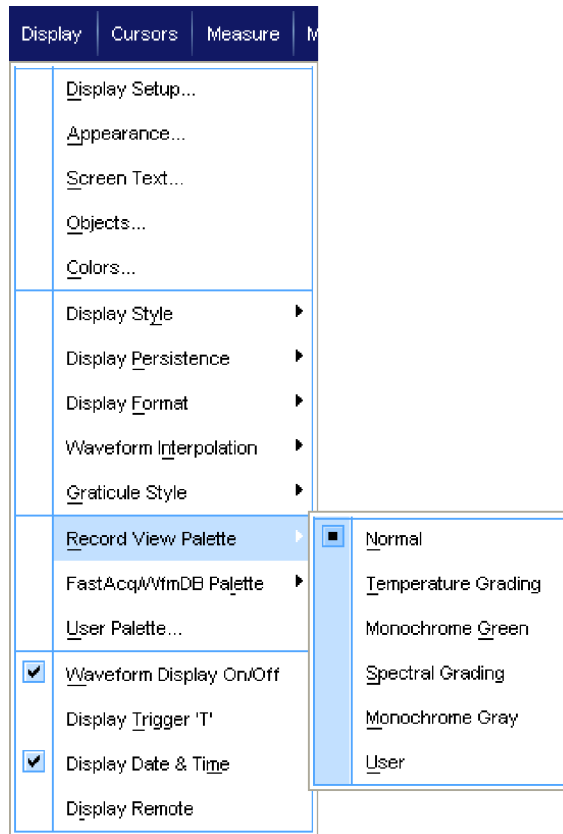 Display Cursors Measure M
Display Setup...
Appearance...
Screen Text...
Objects...
Colors...
Display Style
Display Persistence
Display Format
Waveform Interpolation
Graticule Style
Record View Palette
Normal
FastAcq/WfmDB Palette
Temperature Grading
User Palette...
Monochrome Green
Waveform Display On/Off
Spectral Grading
Display Trigger 'T'
Monochrome Gray
Display Date & Time
User
Display Remote